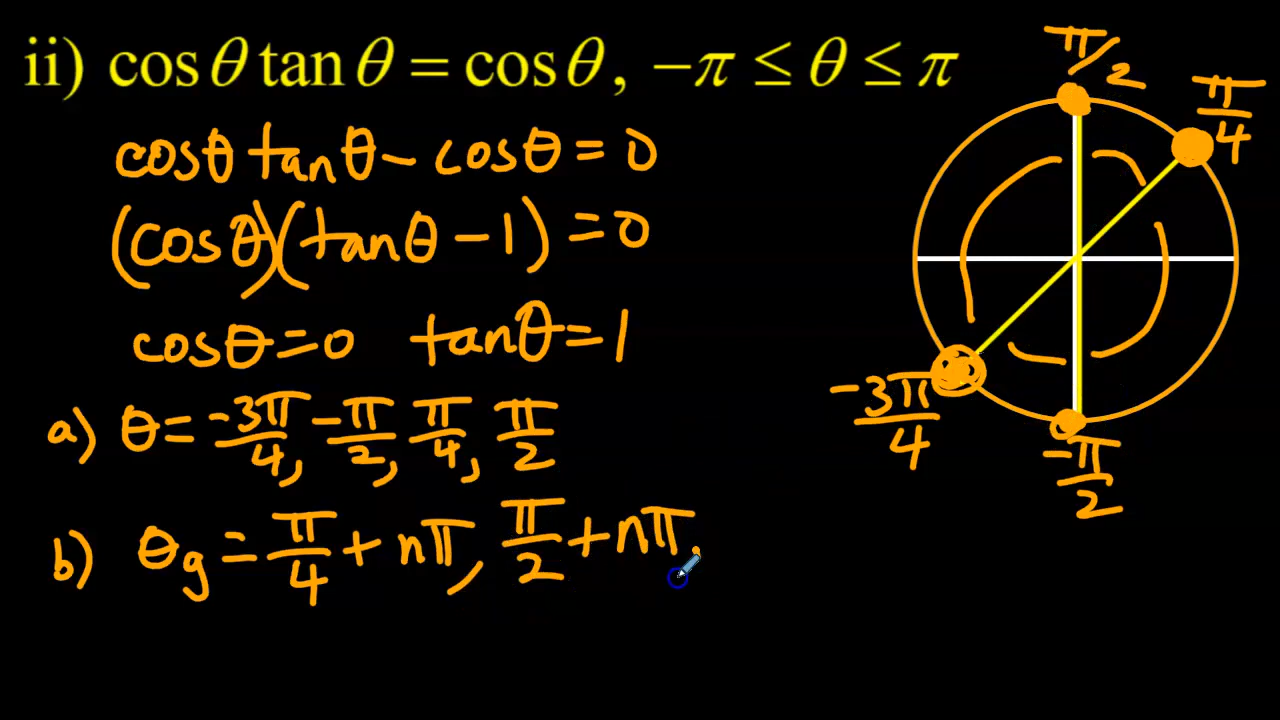 ii) cos θ tan θ = cos θ, −π ≤ θ ≤ π
cosθ tanθ − cosθ = 0
(cosθ)(tanθ − 1) = 0
cosθ = 0   tanθ = 1
a) θ = -3π/4, -π/2, π/4, π/2
b) θg = π/4 + nπ, π/2 + nπ,
π/2
π/4
-3π/4
-π/2